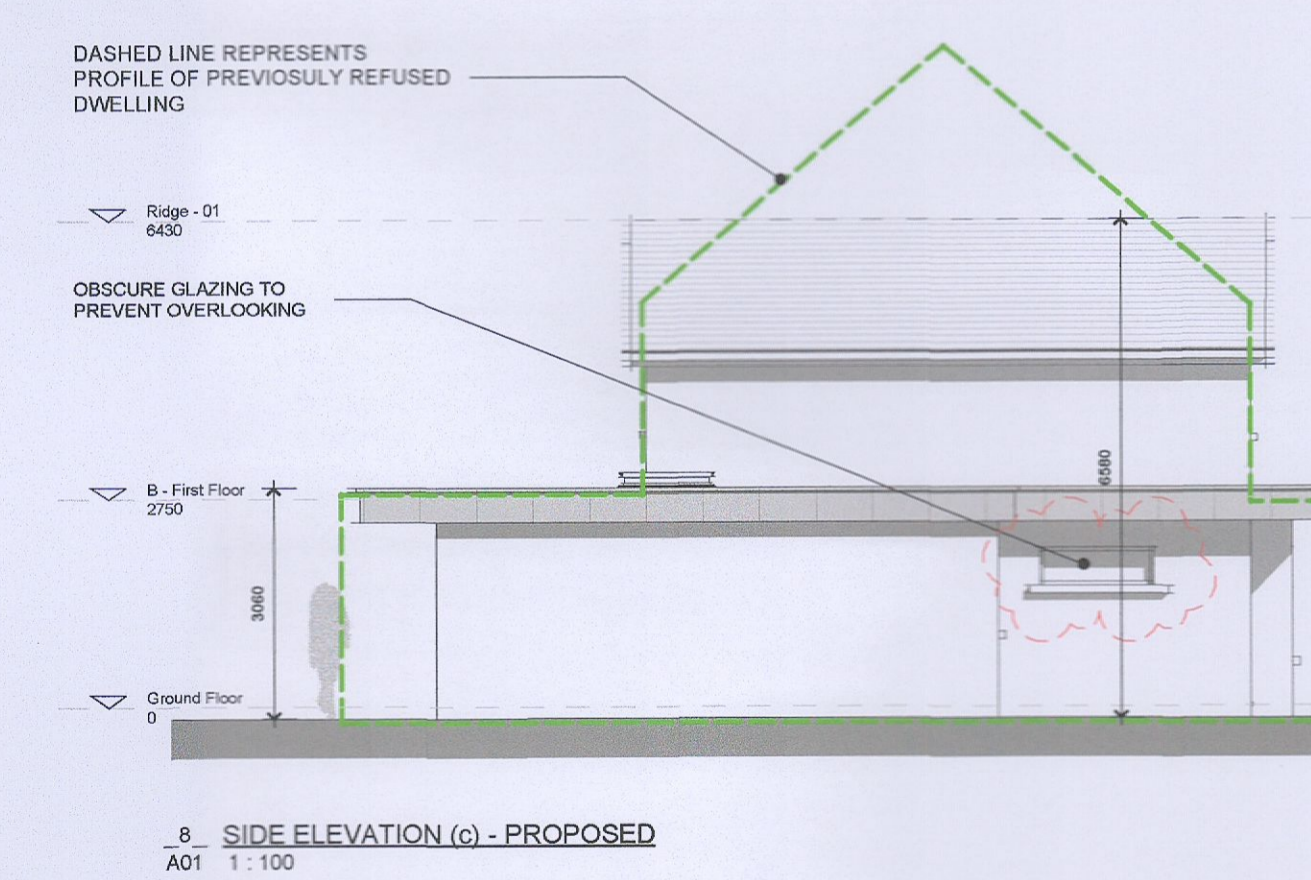 DASHED LINE REPRESENTS
PROFILE OF PREVIOSULY REFUSED
DWELLING
Ridge - 01
6430
OBSCURE GLAZING TO
PREVENT OVERLOOKING
6580
B - First Floor
2750
3060
Ground Floor
0
8 SIDE ELEVATION (c) - PROPOSED
A01 1 : 100